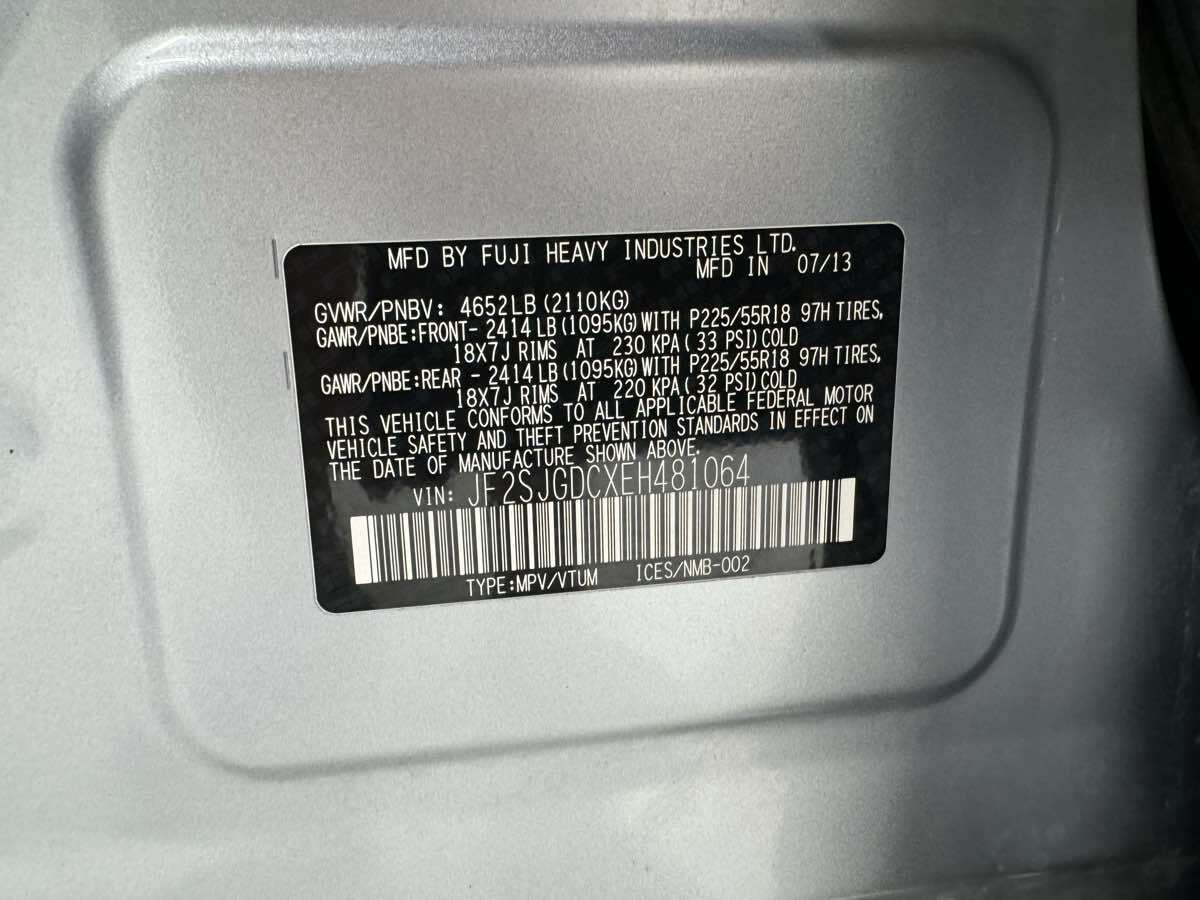 MFD BY FUJI HEAVY INDUSTRIES LTD.
MFD IN 07/13
GVWR/PNBV: 4652LB (2110KG)
GAWR/PNBE:FRONT- 2414LB (1095KG) WITH P225/55R18 97H TIRES,
18X7J RIMS AT 230 KPA( 33 PSI) COLD
GAWR/PNBE:REAR - 2414LB (1095KG) WITH P225/55R18 97H TIRES,
18X7J RIMS AT 220 KPA( 32 PSI) COLD
THIS VEHICLE CONFORMS TO ALL APPLICABLE FEDERAL MOTOR
VEHICLE SAFETY AND THEFT PREVENTION STANDARDS IN EFFECT ON
THE DATE OF MANUFACTURE SHOWN ABOVE.
VIN: JF2SJGDCXEH481064
TYPE:MPV/VTUM ICES/NMB-002